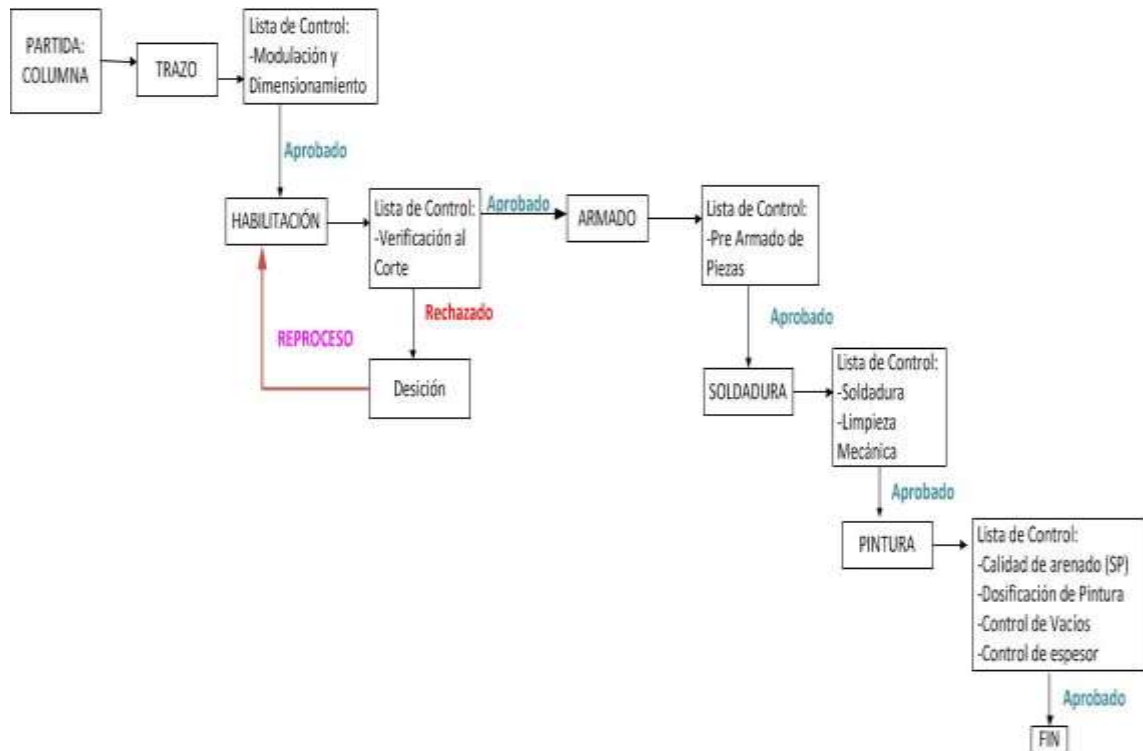 PARTIDA:
COLUMNA
TRAZO
Lista de Control:
-Modulación y
Dimensionamiento
Aprobado
HABILITACIÓN
Lista de Control:
-Verificación al
Corte
Aprobado
ARMADO
Lista de Control:
-Pre Armado de
Piezas
Rechazado
REPROCESO
Desición
Aprobado
SOLDADURA
Lista de Control:
-Soldadura
-Limpieza
Mecánica
Aprobado
PINTURA
Lista de Control:
-Calidad de arenado (SP)
-Dosificación de Pintura
-Control de Vacíos
-Control de espesor
Aprobado
FIN